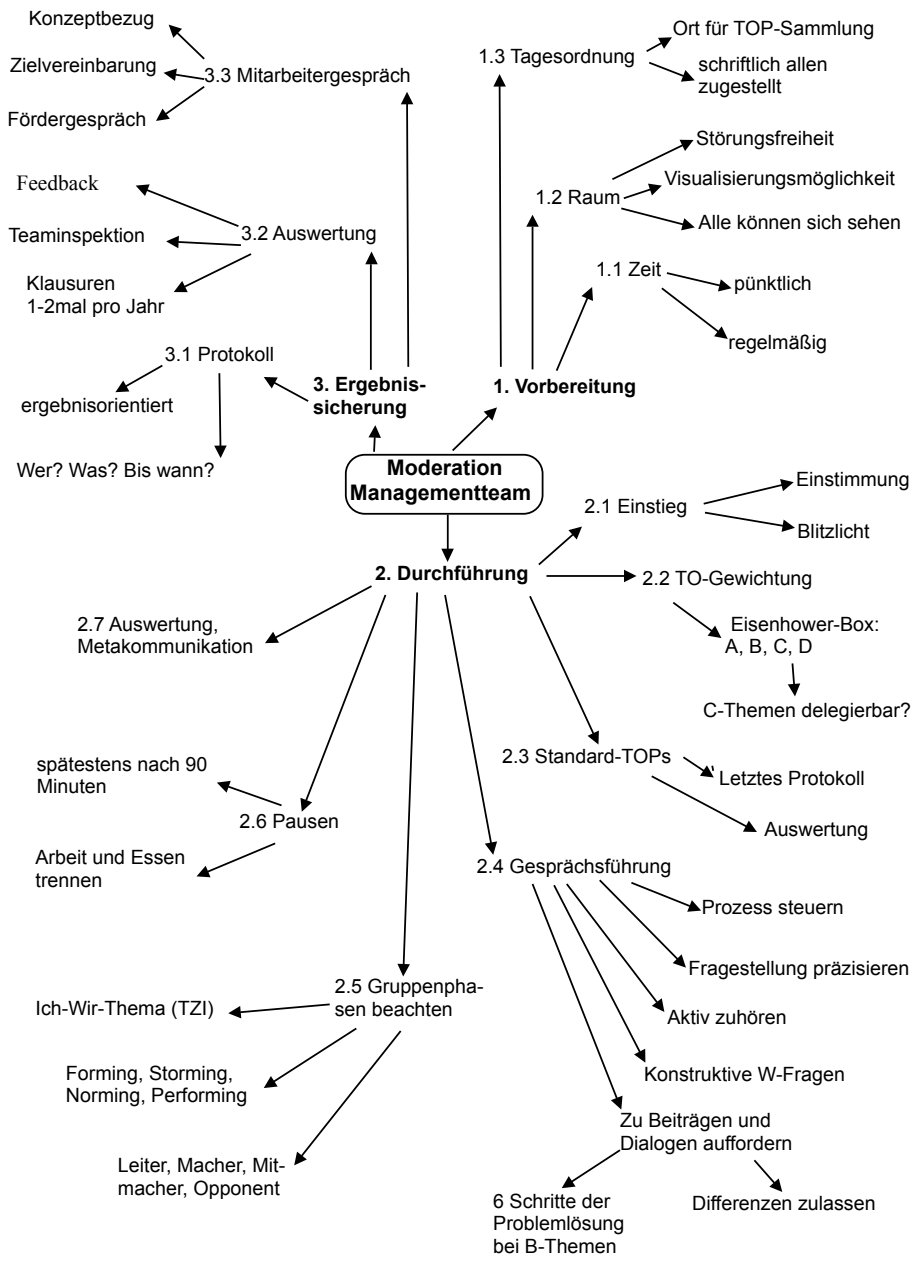 Konzeptbezug
Zielvereinbarung
3.3 Mitarbeitergespräch
Fördergespräch
1.3 Tagesordnung
Ort für TOP-Sammlung
schriftlich allen
zugestellt
Störungsfreiheit
Visualisierungsmöglichkeit
1.2 Raum
Alle können sich sehen
Feedback
Teaminspektion
3.2 Auswertung
Klausuren
1-2mal pro Jahr
1.1 Zeit
pünktlich
regelmäßig
3.1 Protokoll
ergebnisorientiert
Wer? Was? Bis wann?
3. Ergebnis-
sicherung
1. Vorbereitung
Moderation
Managementteam
2.1 Einstieg
Einstimmung
Blitzlicht
2. Durchführung
2.2 TO-Gewichtung
Eisenhower-Box:
A, B, C, D
C-Themen delegierbar?
2.7 Auswertung,
Metakommunikation
2.3 Standard-TOPs
' Letztes Protokoll
Auswertung
spätestens nach 90
Minuten
2.6 Pausen
Arbeit und Essen
trennen
2.4 Gesprächsführung
Prozess steuern
Fragestellung präzisieren
Aktiv zuhören
Konstruktive W-Fragen
Zu Beiträgen und
Dialogen auffordern
6 Schritte der
Problemlösung
bei B-Themen
Differenzen zulassen
2.5 Gruppenpha-
sen beachten
Ich-Wir-Thema (TZI)
Forming, Storming,
Norming, Performing
Leiter, Macher, Mit-
macher, Opponent